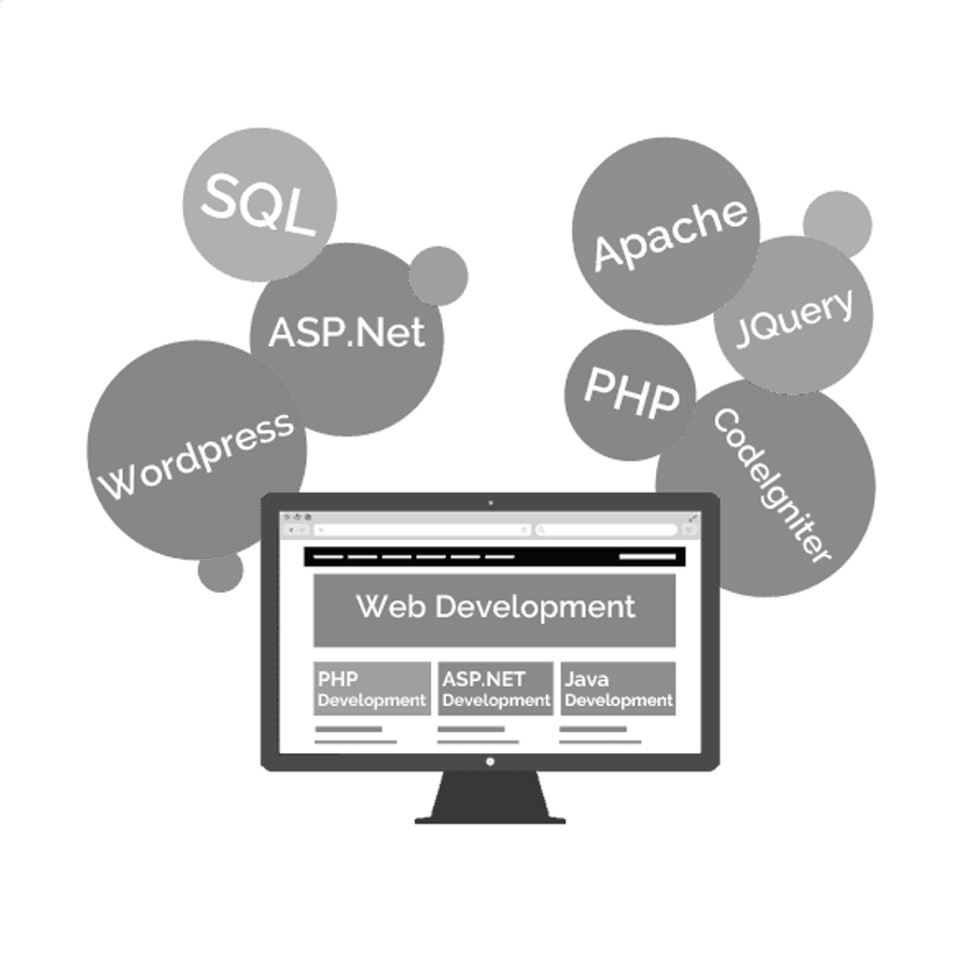 SQL
ASP.Net
Wordpress
Apache
JQuery
PHP
CodeIgniter
Web Development
PHP
Development
ASP.NET
Development
Java
Development